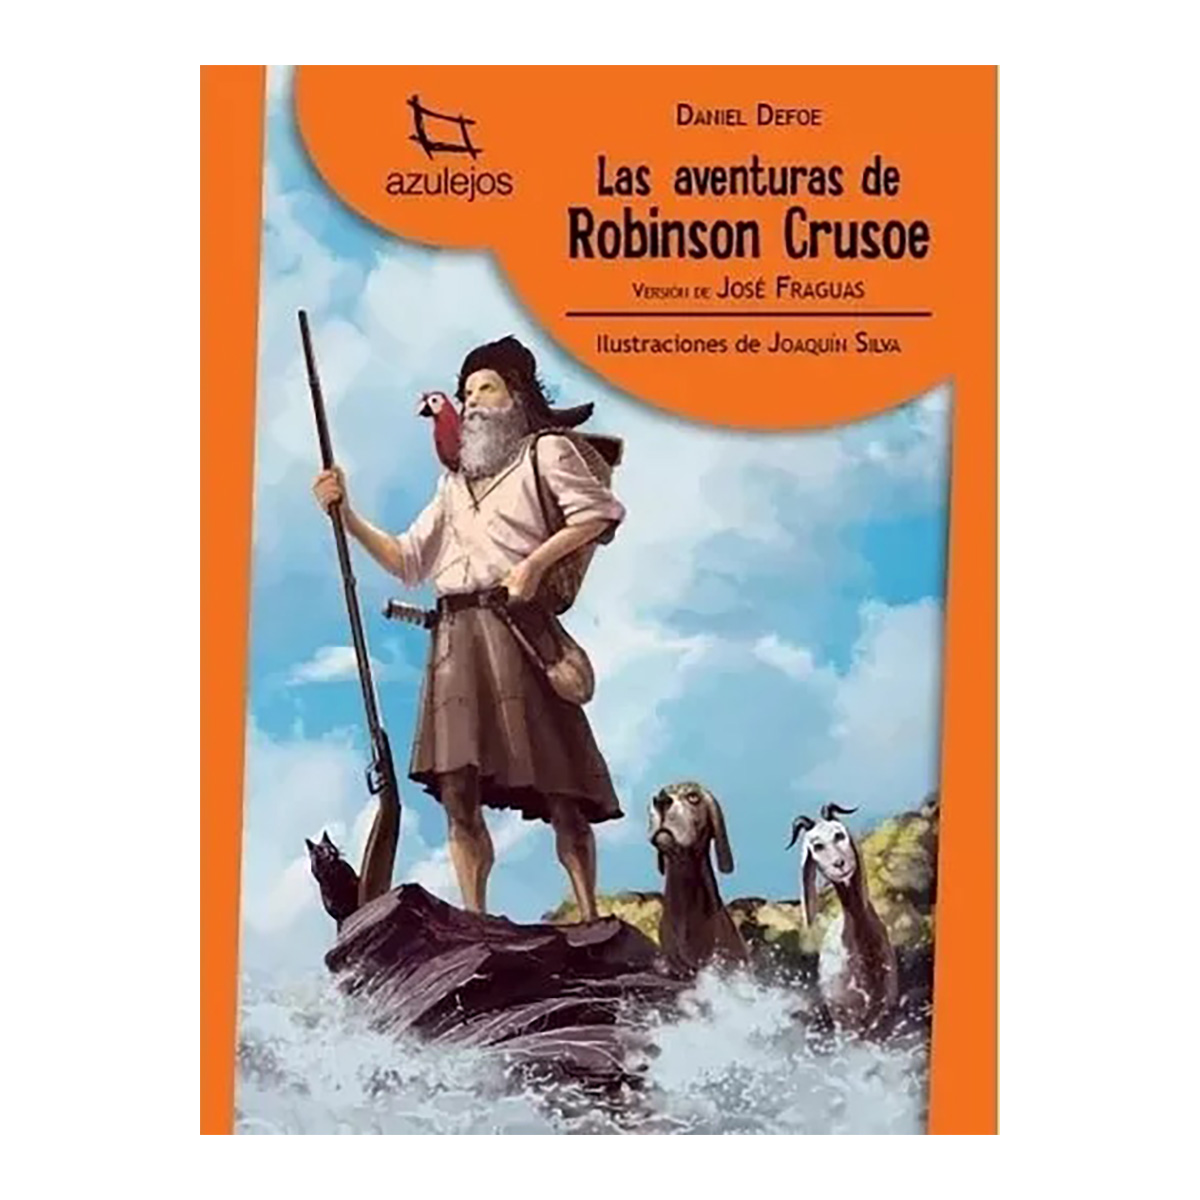 azulejos
Daniel Defoe
Las aventuras de
Robinson Crusoe
Versión de José Fraguas
Ilustraciones de Joaquín Silva